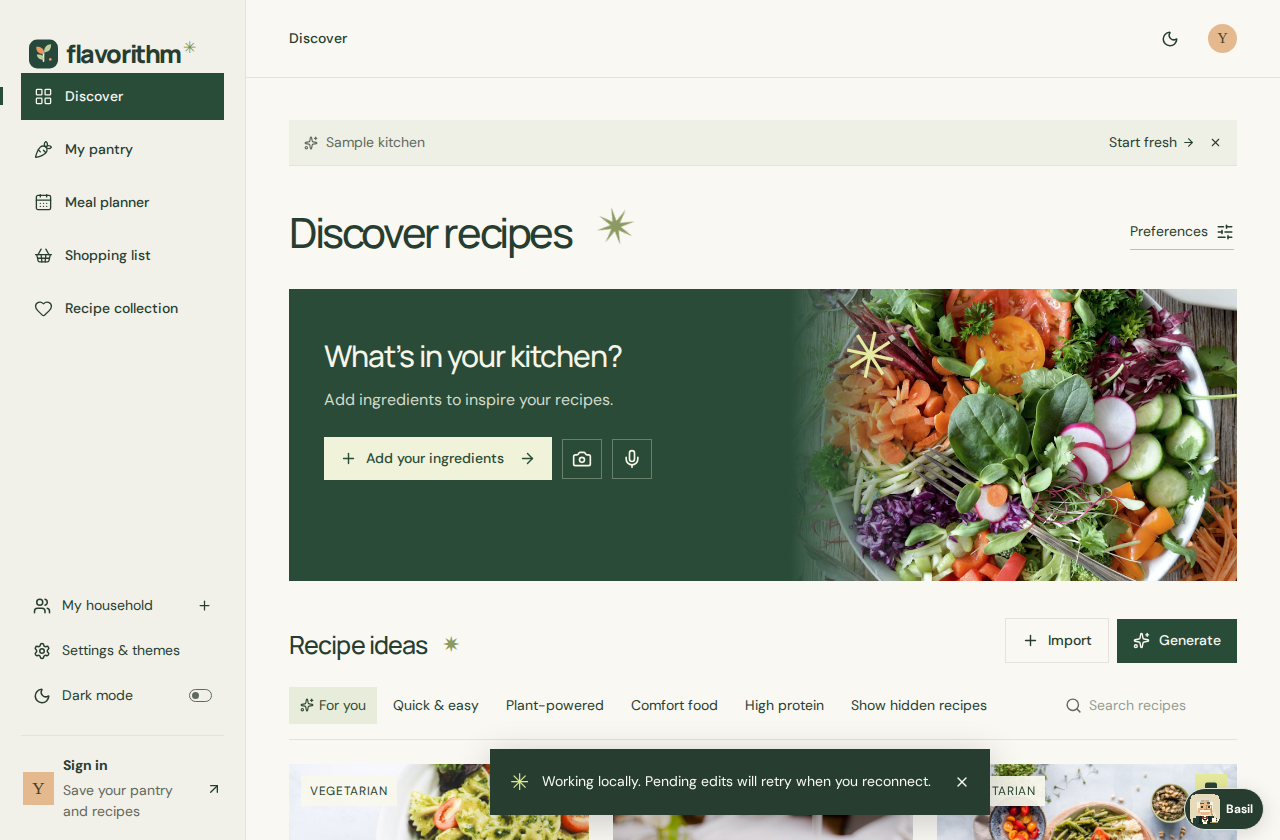 flavorithm
Discover
My pantry
Meal planner
Shopping list
Recipe collection
My household
Settings & themes
Dark mode
Y
Sign in
Save your pantry
and recipes
Discover
Y
Sample kitchen
Start fresh
Discover recipes
Preferences
What's in your kitchen?
Add ingredients to inspire your recipes.
Add your ingredients
Recipe ideas
Import
Generate
For you
Quick & easy
Plant-powered
Comfort food
High protein
Show hidden recipes
Search recipes
VEGETARIAN
TARIAN
Working locally. Pending edits will retry when you reconnect.
Basil